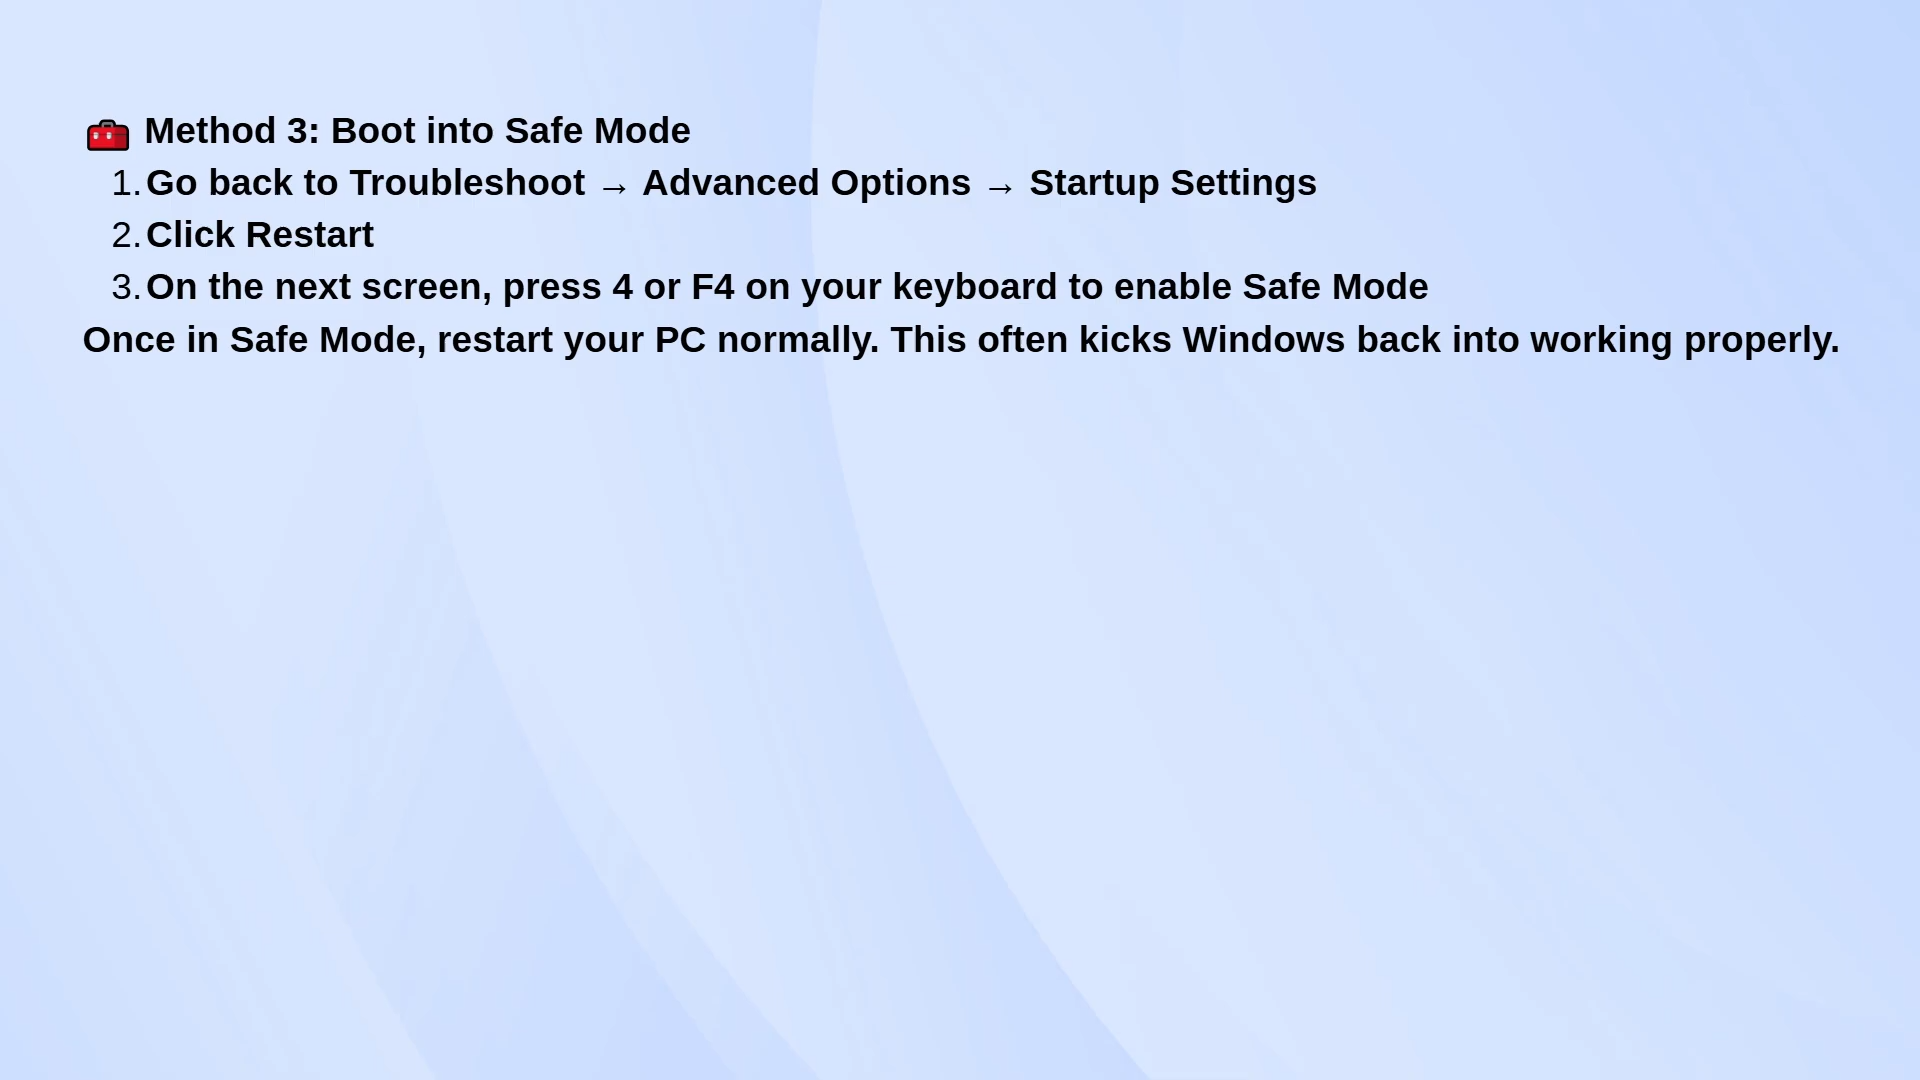 🧰 Method 3: Boot into Safe Mode
1. Go back to Troubleshoot → Advanced Options → Startup Settings
2. Click Restart
3. On the next screen, press 4 or F4 on your keyboard to enable Safe Mode
Once in Safe Mode, restart your PC normally. This often kicks Windows back into working properly.